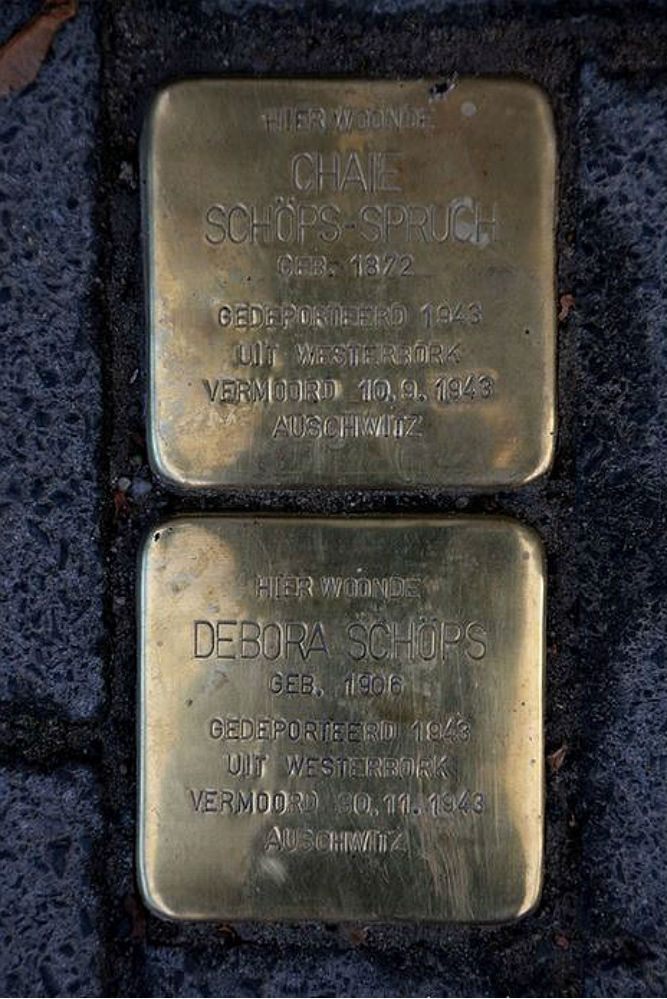 HIER WOONDE
CHAIE
SCHÖPS-SPRUCH
GEB. 1872
GEDEPORTEERD 1943
UIT WESTERBORK
VERMOORD 10.9.1943
AUSCHWITZ
HIER WOONDE
DEBORA SCHÖPS
GEB. 1906
GEDEPORTEERD 1943
UIT WESTERBORK
VERMOORD 30.11.1943
AUSCHWITZ